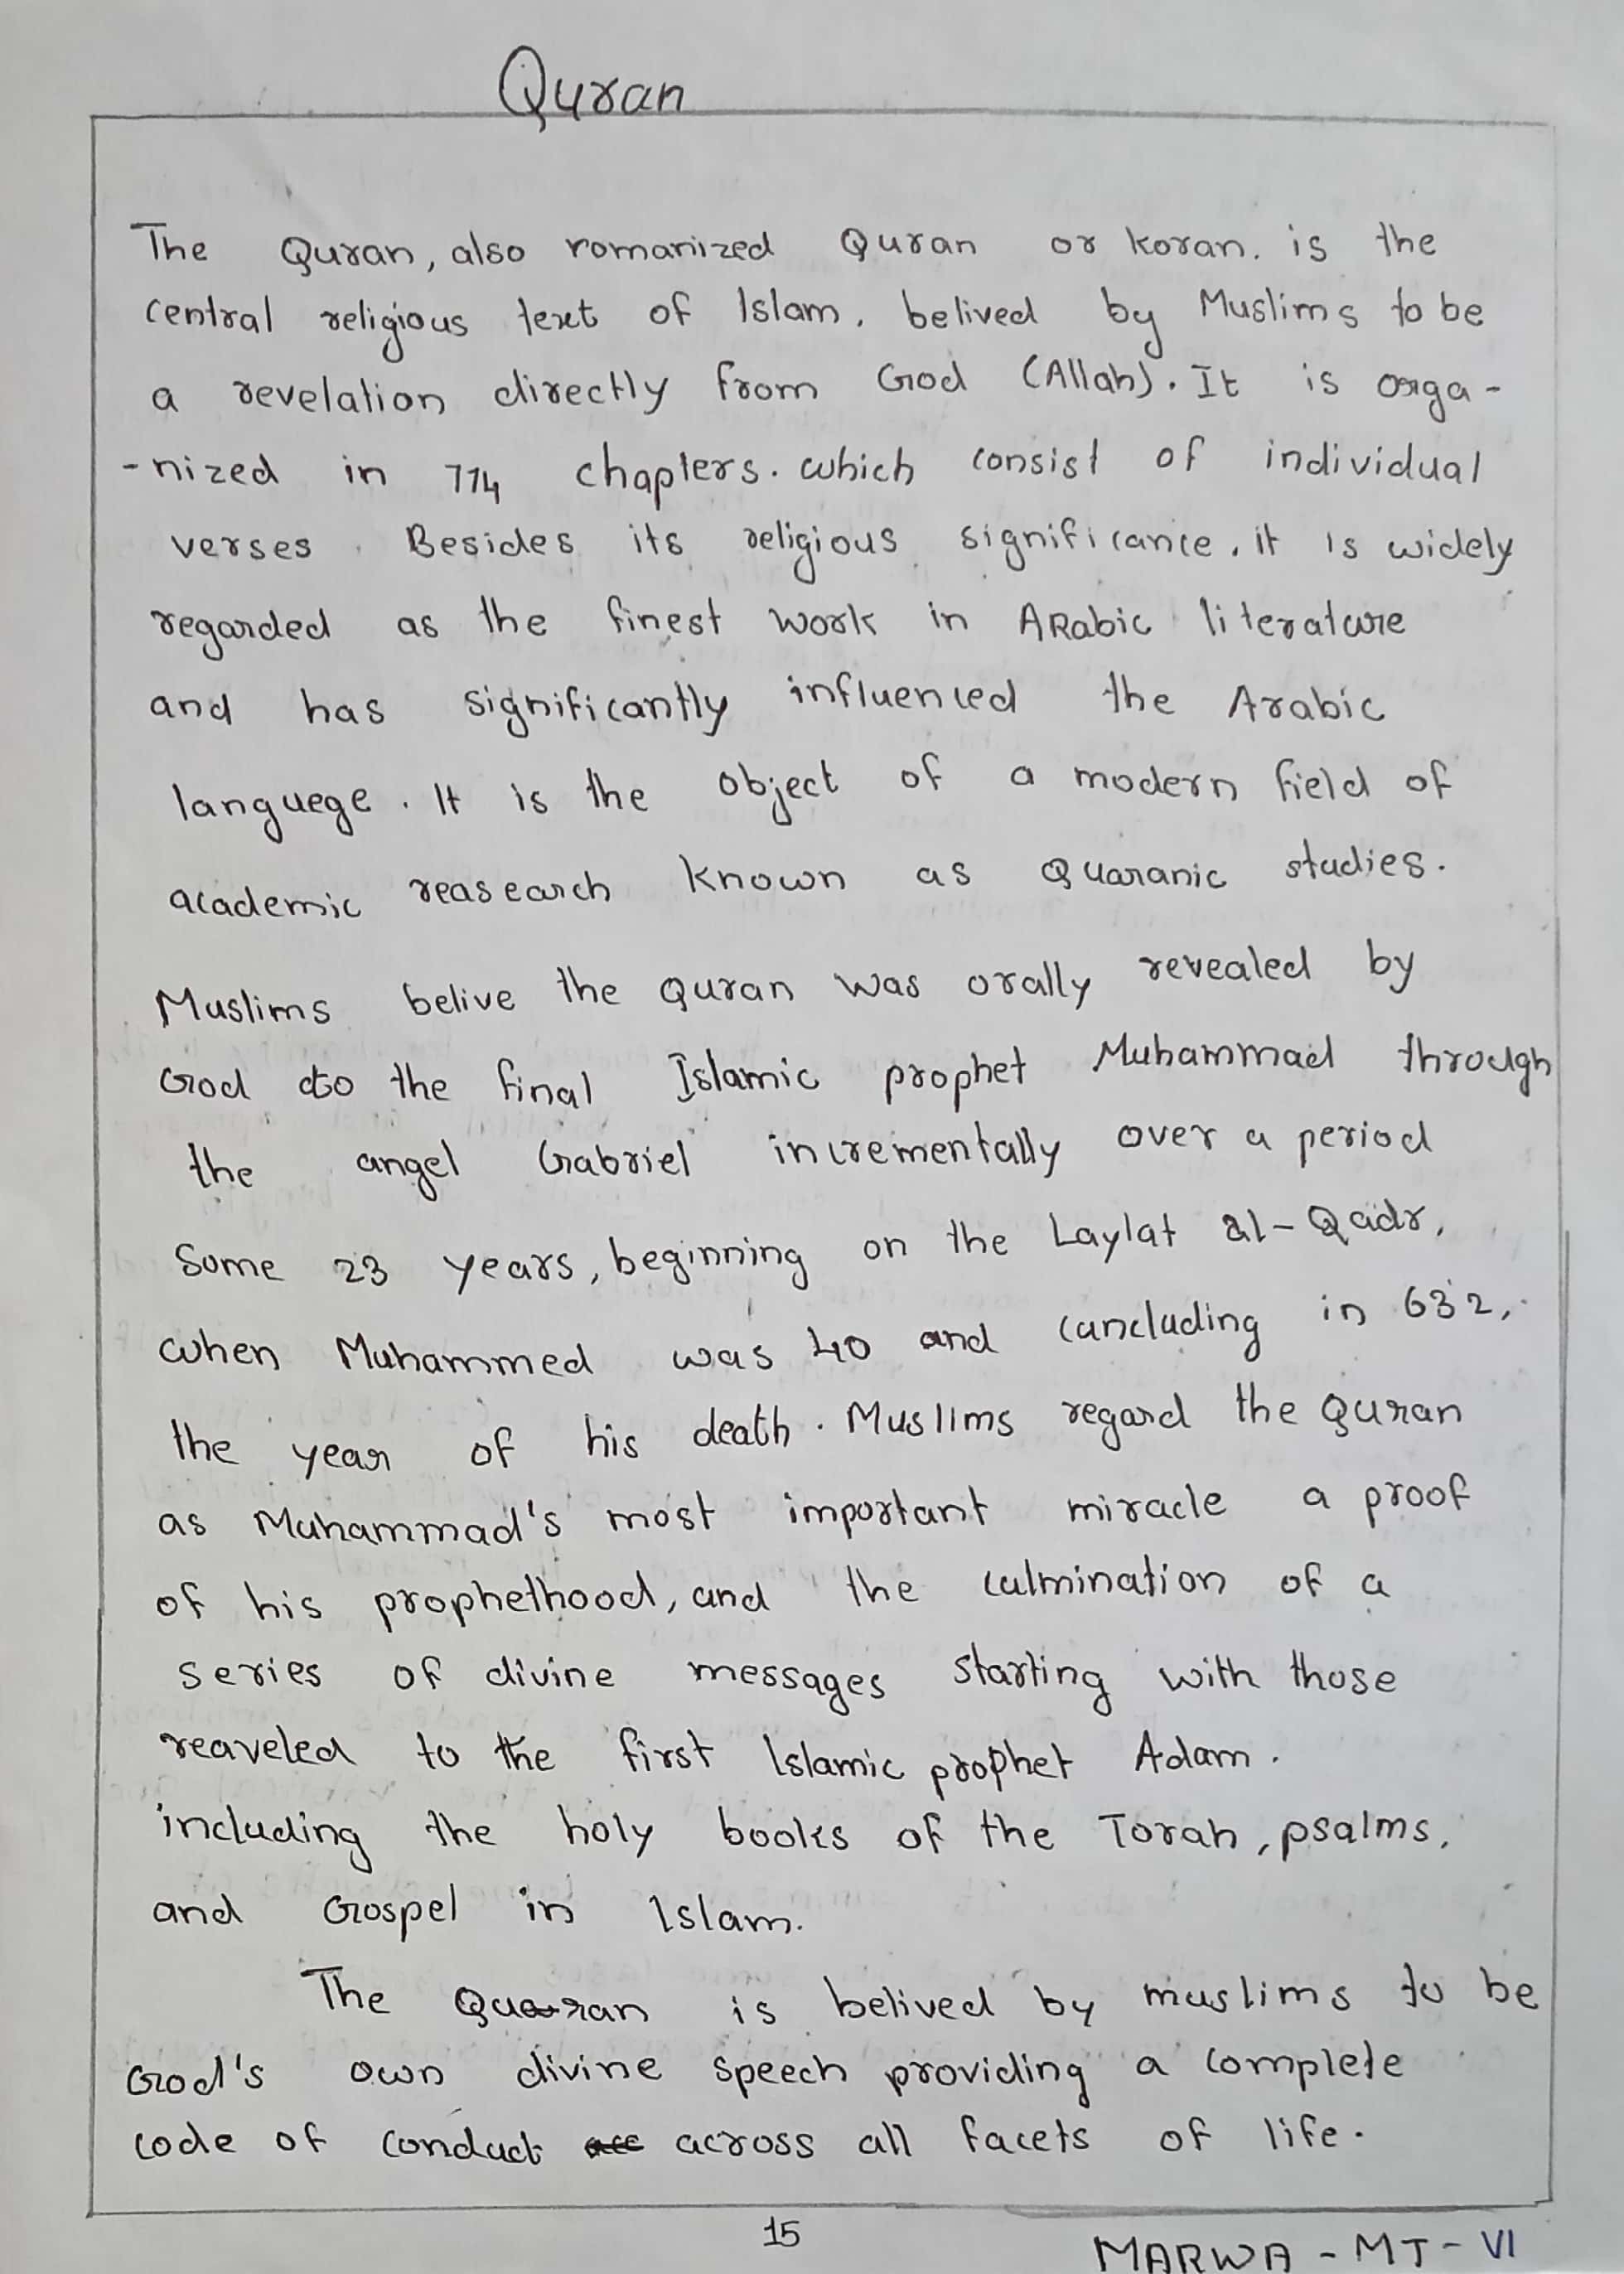 Quran
The Quran, also romanized Quran or Koran. is the
central religious text of Islam. belived by Muslims to be
a revelation directly from God (Allah). It is orga-
-nized in 114 chapters. which consist of individual
verses. Besides its religious significance, it is widely
regarded as the finest work in ARabic literature
and has significantly influenced the Arabic
languege. It is the object of a modern field of
academic reasearch known as Quaranic studies.
Muslims belive the Quran was orally revealed by
God to the final Islamic prophet Muhammad through
the angel Gabriel incrementally over a period
Some 23 years, beginning on the Laylat al-Qadr,
when Muhammed was 40 and cancluding in 632,
the year of his death. Muslims regard the Quran
as Muhammad's most important miracle a proof
of his prophethood, and the culmination of a
series of divine messages starting with those
reaveled to the first Islamic prophet Adam.
including the holy books of the Torah, psalms,
and Gospel in Islam.
The Quaran is belived by muslims to be
God's own divine speech providing a complete
code of conduct acc across all facets of life.
15
MARWA - MT - VI